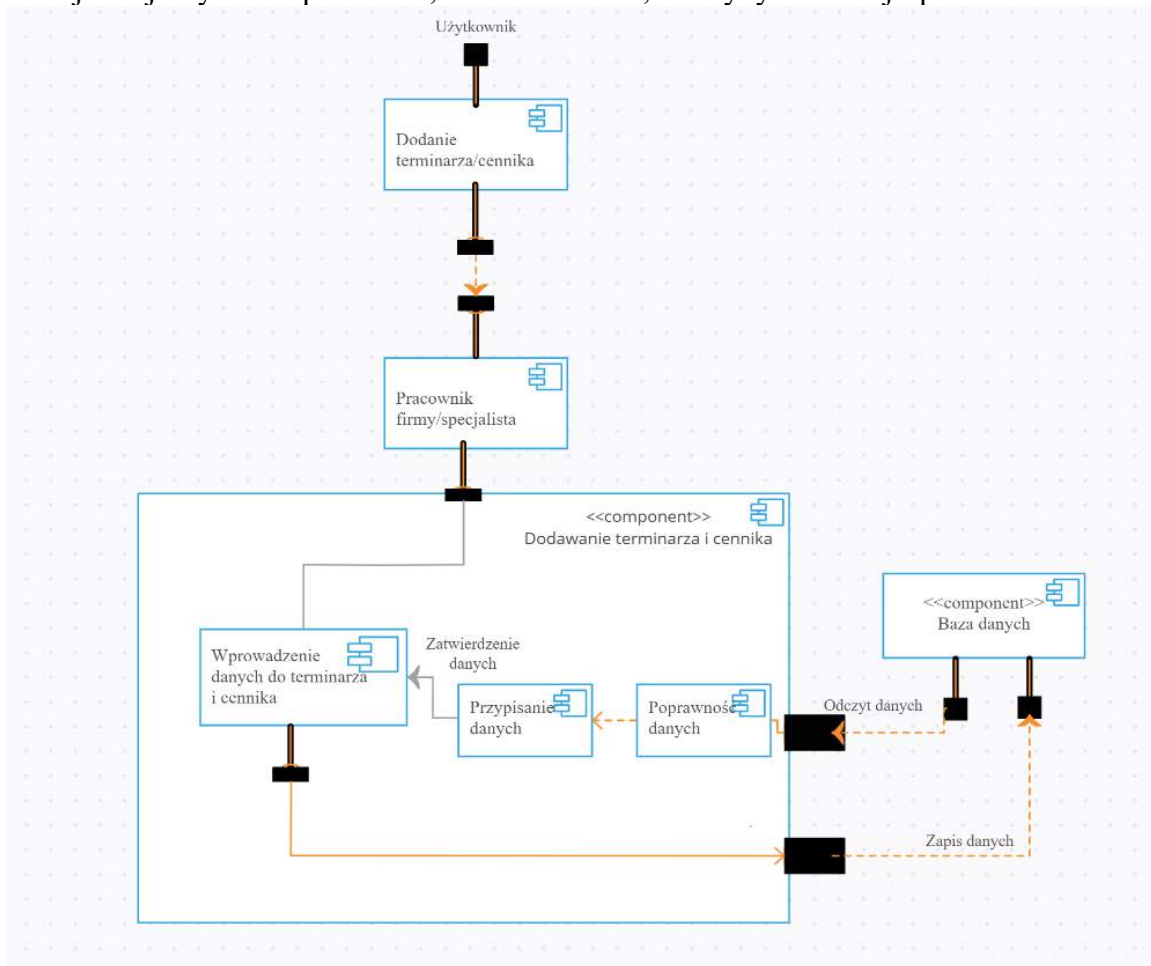 Użytkownik
Dodanie
terminarza/cennika
Pracownik
firmy/specjalista
<<component>>
Dodawanie terminarza i cennika
<<component>>
Baza danych
Wprowadzenie
danych do terminarza
i cennika
Zatwierdzenie
danych
Przypisanie
danych
Poprawność
danych
Odczyt danych
Zapis danych